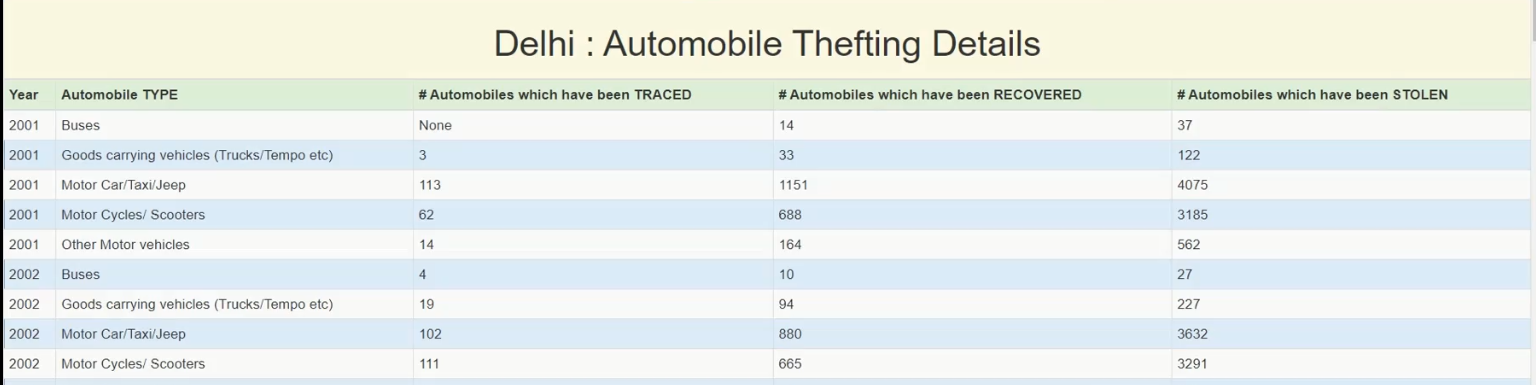 Delhi : Automobile Thefting Details
Year Automobile TYPE # Automobiles which have been TRACED # Automobiles which have been RECOVERED # Automobiles which have been STOLEN
2001 Buses None 14 37
2001 Goods carrying vehicles (Trucks/Tempo etc) 3 33 122
2001 Motor Car/Taxi/Jeep 113 1151 4075
2001 Motor Cycles/ Scooters 62 688 3185
2001 Other Motor vehicles 14 164 562
2002 Buses 4 10 27
2002 Goods carrying vehicles (Trucks/Tempo etc) 19 94 227
2002 Motor Car/Taxi/Jeep 102 880 3632
2002 Motor Cycles/ Scooters 111 665 3291